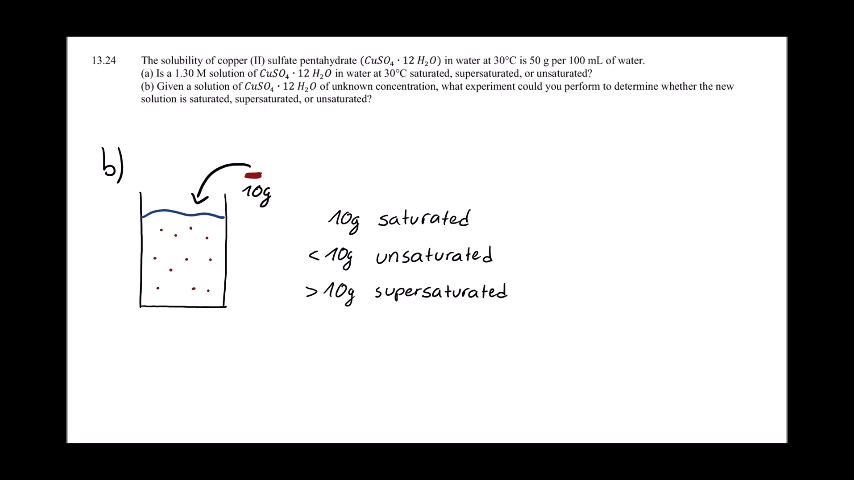 13.24 The solubility of copper (II) sulfate pentahydrate (CuSO₄ · 12 H₂O) in water at 30°C is 50 g per 100 mL of water.
(a) Is a 1.30 M solution of CuSO₄ · 12 H₂O in water at 30°C saturated, supersaturated, or unsaturated?
(b) Given a solution of CuSO₄ · 12 H₂O of unknown concentration, what experiment could you perform to determine whether the new
solution is saturated, supersaturated, or unsaturated?
b)
10g
10g saturated
< 10g unsaturated
> 10g supersaturated